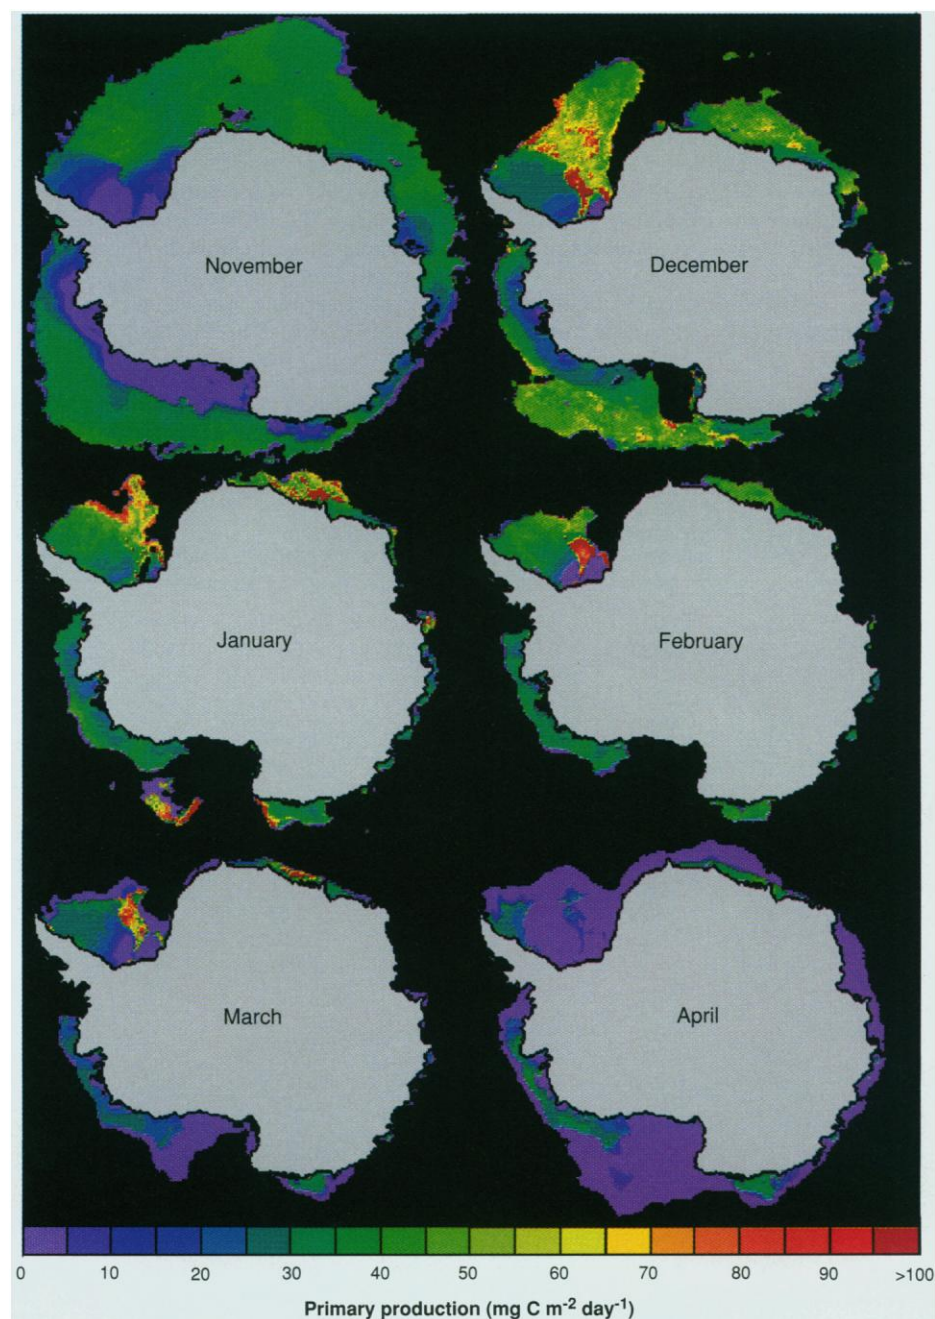 November
December
January
February
March
April
0 10 20 30 40 50 60 70 80 90 >100
Primary production (mg C m⁻² day⁻¹)